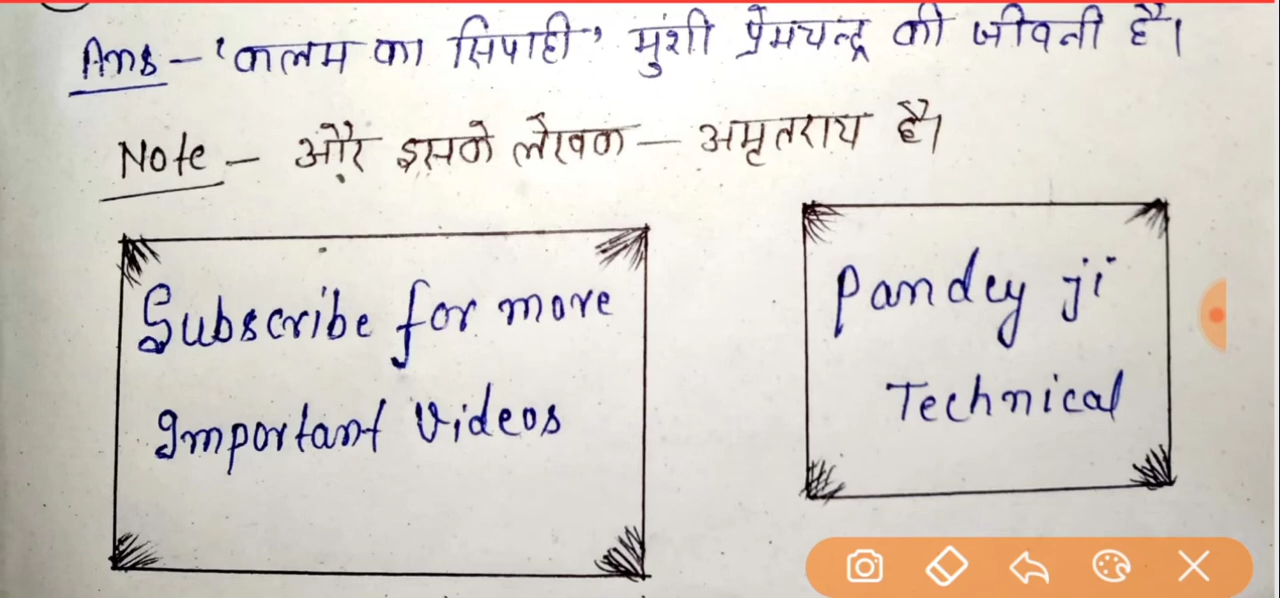 Ans - 'कलम का सिपाही' मुंशी प्रेमचन्द्र की जीवनी है।
Note - और इसके लेखक - अमृतराय है।
Subscribe for more
Important Videos
Pandey ji
Technical